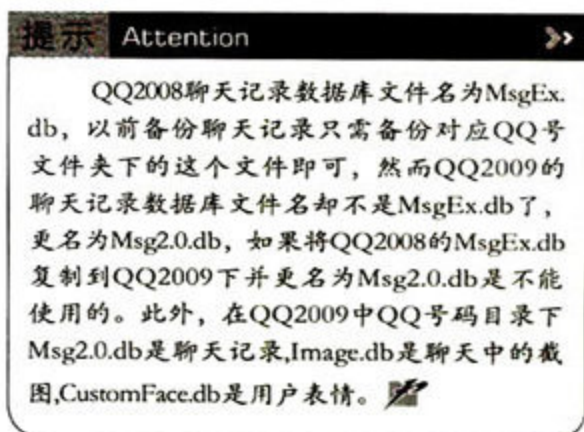 提示 Attention
QQ2008聊天记录数据库文件名为MsgEx.
db，以前备份聊天记录只需备份对应QQ号
文件夹下的这个文件即可，然而QQ2009的
聊天记录数据库文件名却不是MsgEx.db了，
更名为Msg2.0.db，如果将QQ2008的MsgEx.db
复制到QQ2009下并更名为Msg2.0.db是不能
使用的。此外，在QQ2009中QQ号码目录下
Msg2.0.db是聊天记录,Image.db是聊天中的截
图,CustomFace.db是用户表情。